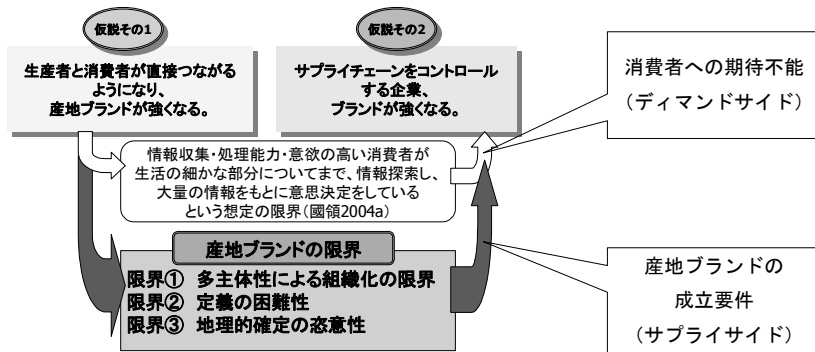 仮説その1
生産者と消費者が直接つながる
ようになり、
産地ブランドが強くなる。
仮説その2
サプライチェーンをコントロール
する企業、
ブランドが強くなる。
消費者への期待不能
（ディマンドサイド）
情報収集・処理能力・意欲の高い消費者が
生活の細かな部分についてまで、情報探索し、
大量の情報をもとに意思決定をしている
という想定の限界（國領2004a）
産地ブランドの限界
限界① 多主体性による組織化の限界
限界② 定義の困難性
限界③ 地理的確定の恣意性
産地ブランドの
成立要件
（サプライサイド）